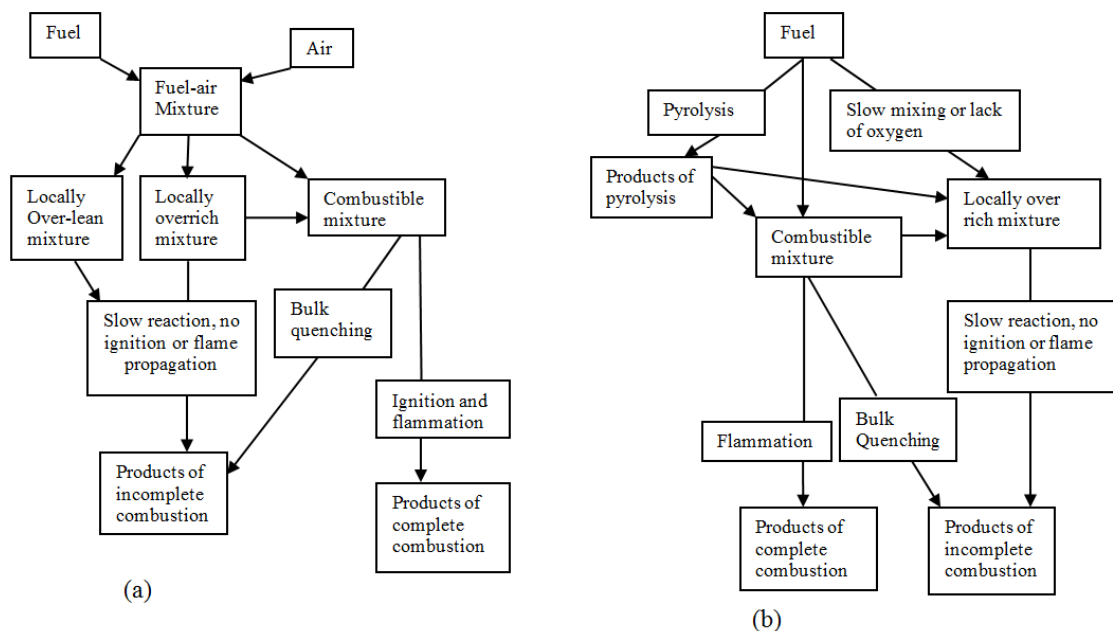 Fuel
Air
Fuel-air
Mixture
Locally
Over-lean
mixture
Locally
overrich
mixture
Combustible
mixture
Slow reaction, no
ignition or flame
propagation
Bulk
quenching
Ignition and
flammation
Products of
incomplete
combustion
Products of
complete
combustion
(a)
Fuel
Pyrolysis
Slow mixing or lack
of oxygen
Products of
pyrolysis
Locally over
rich mixture
Combustible
mixture
Slow reaction, no
ignition or flame
propagation
Flammation
Bulk
Quenching
Products of
complete
combustion
Products of
incomplete
combustion
(b)